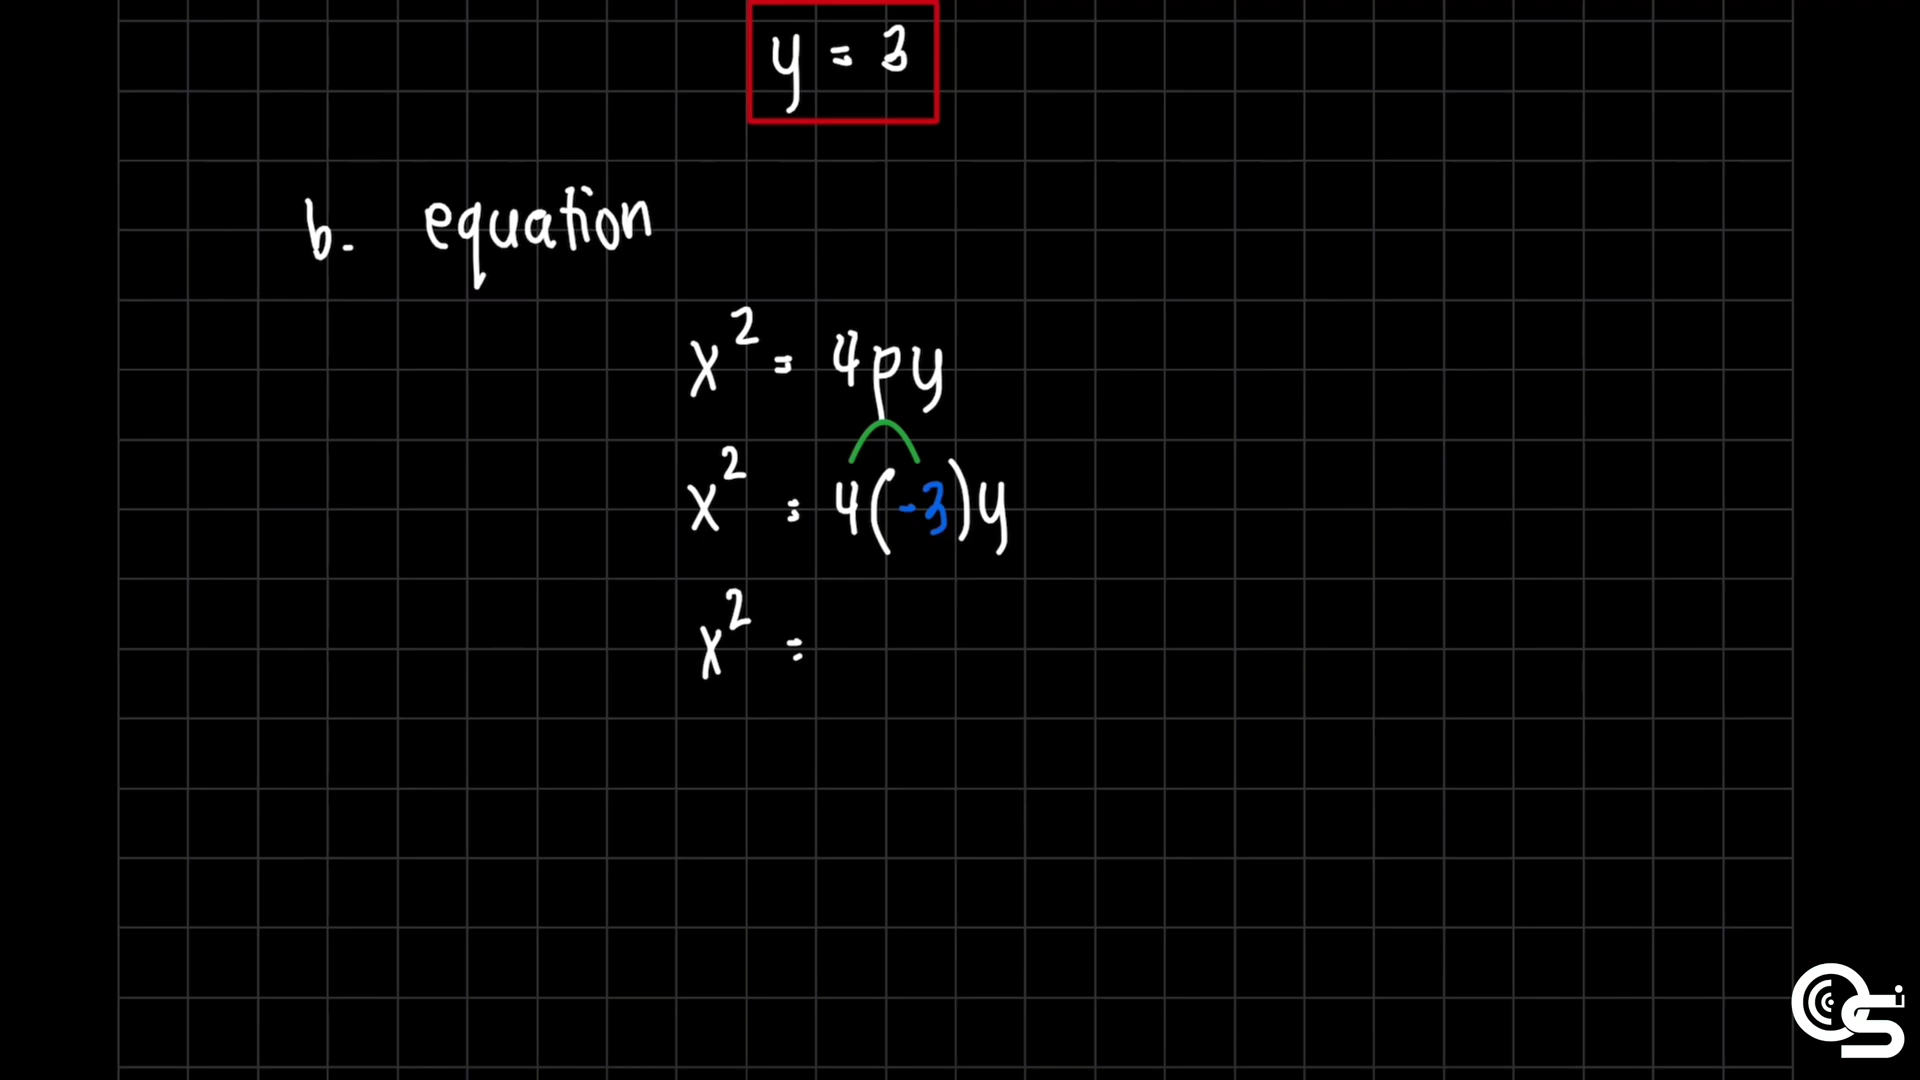 y = 3
b. equation
x² = 4py
x² = 4(-3)y
x² =